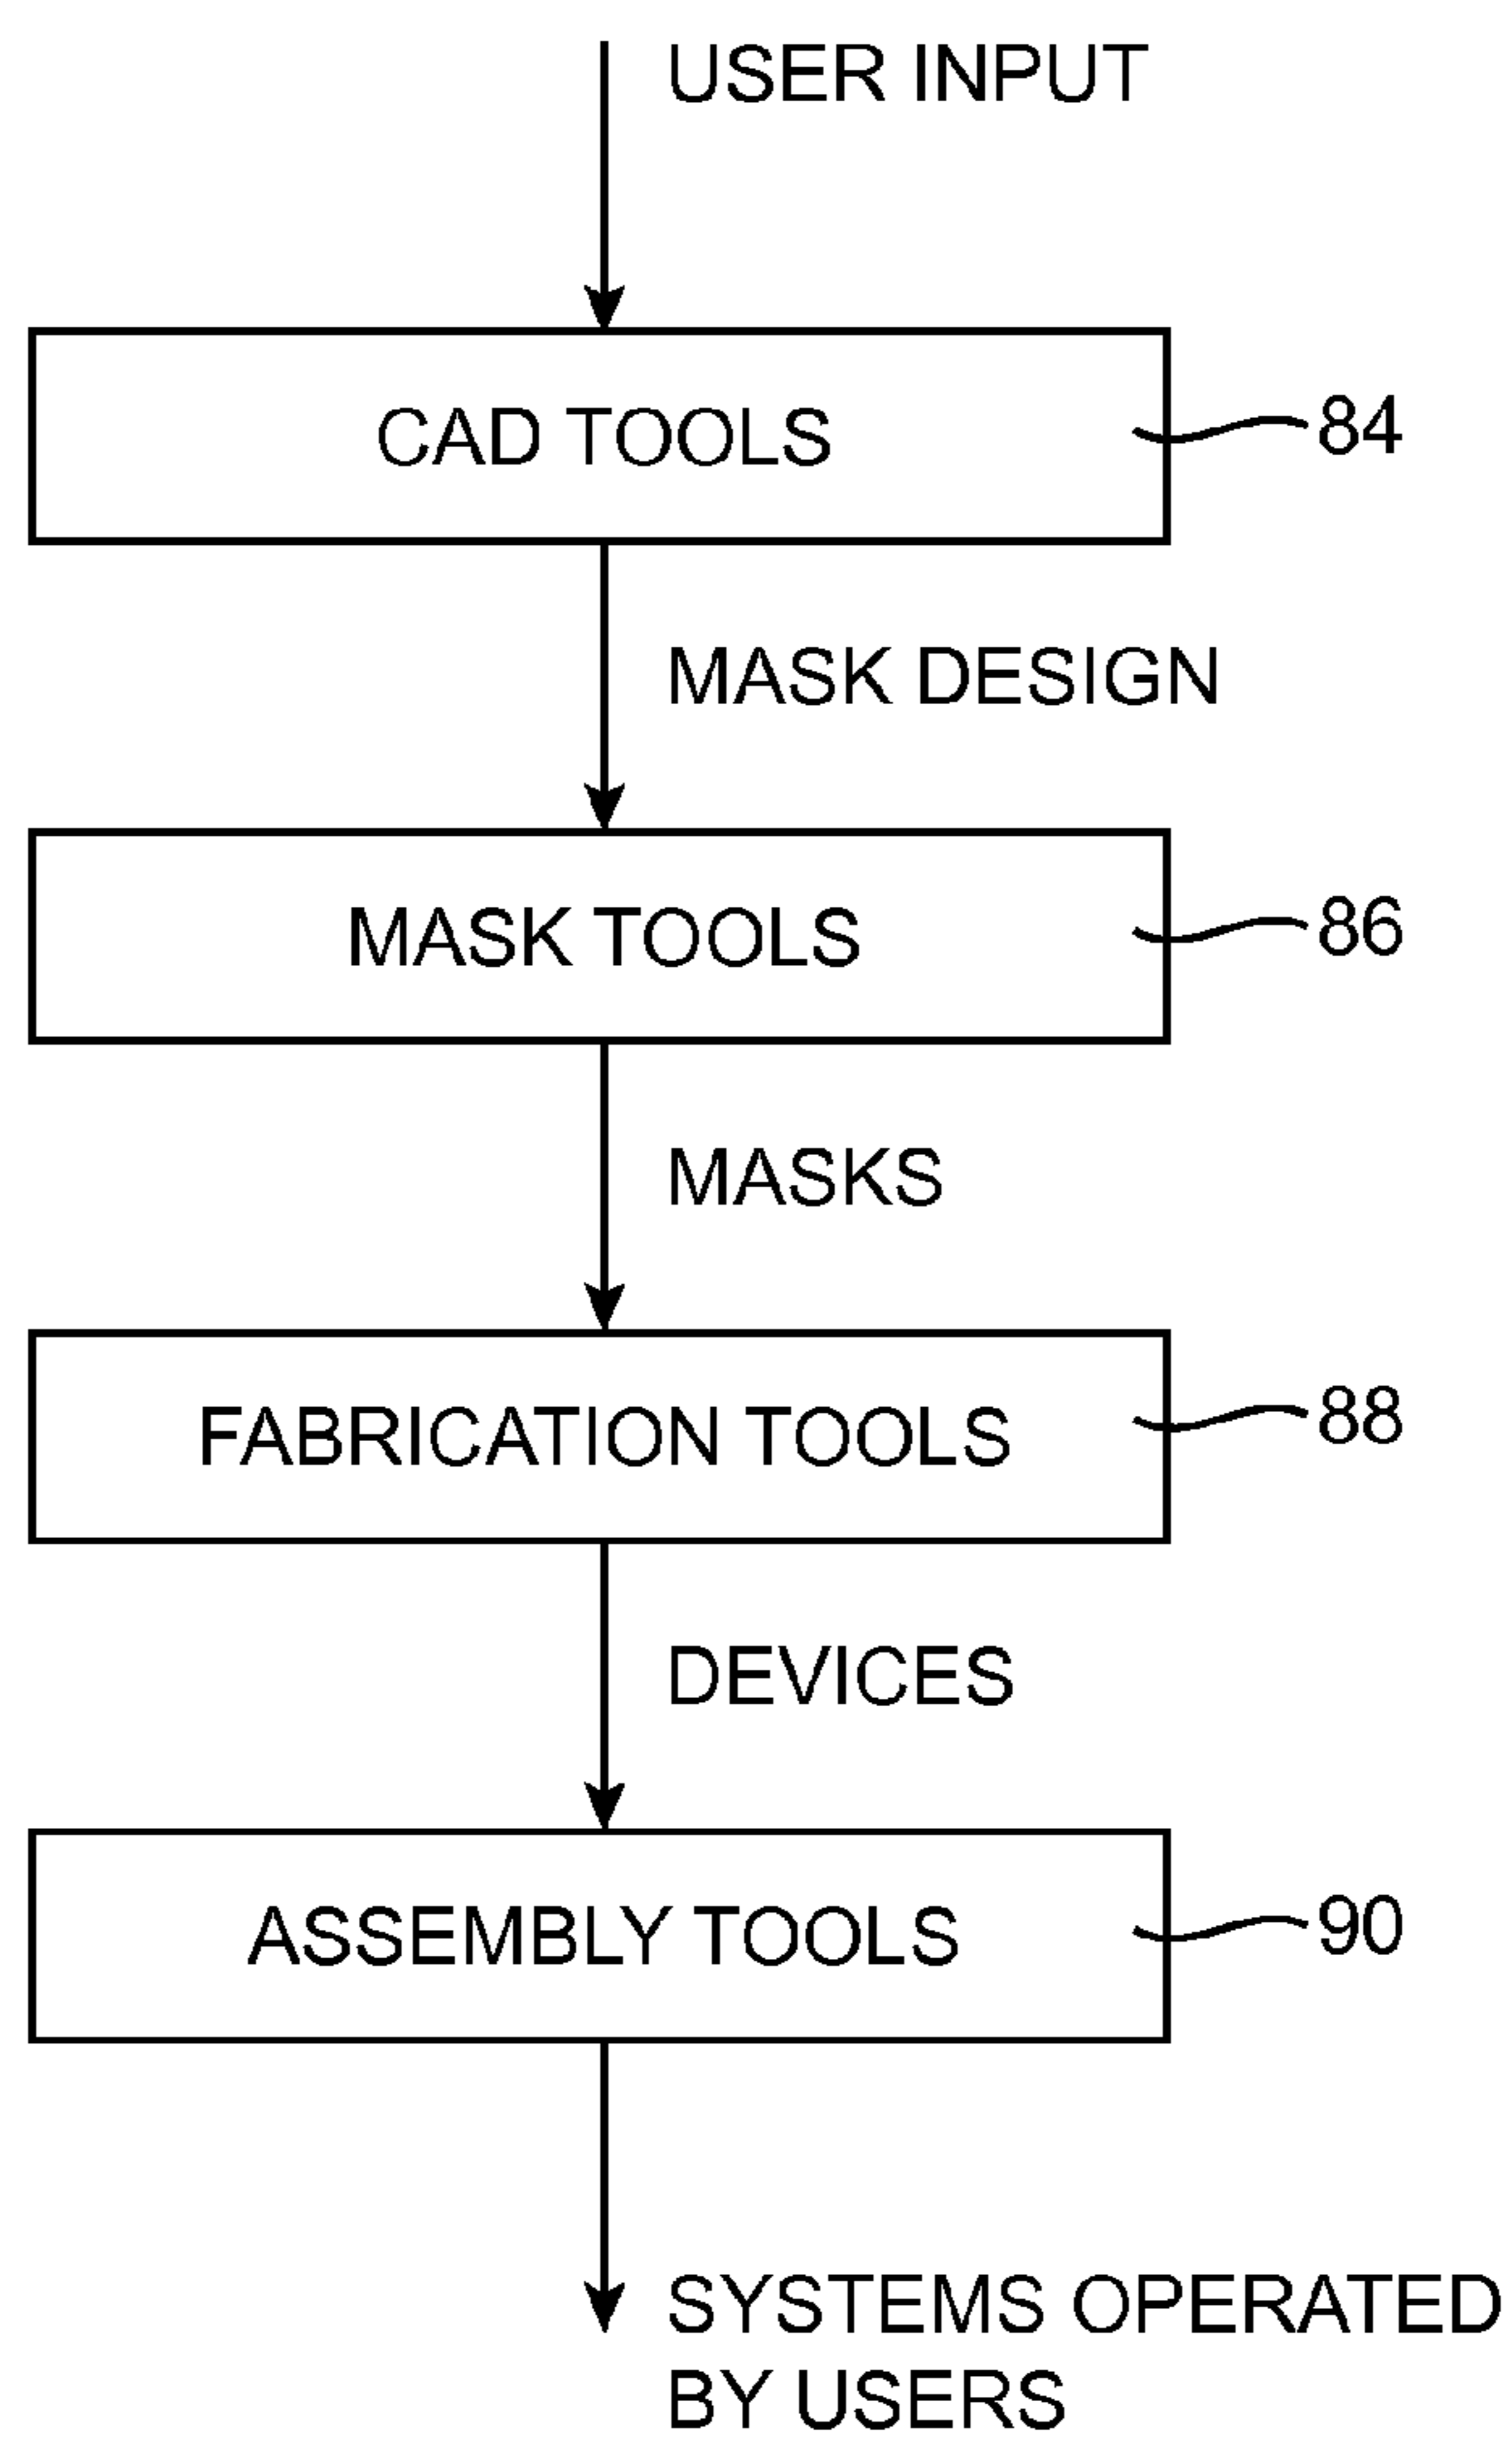 USER INPUT
CAD TOOLS
84
MASK DESIGN
MASK TOOLS
86
MASKS
FABRICATION TOOLS
88
DEVICES
ASSEMBLY TOOLS
90
SYSTEMS OPERATED
BY USERS